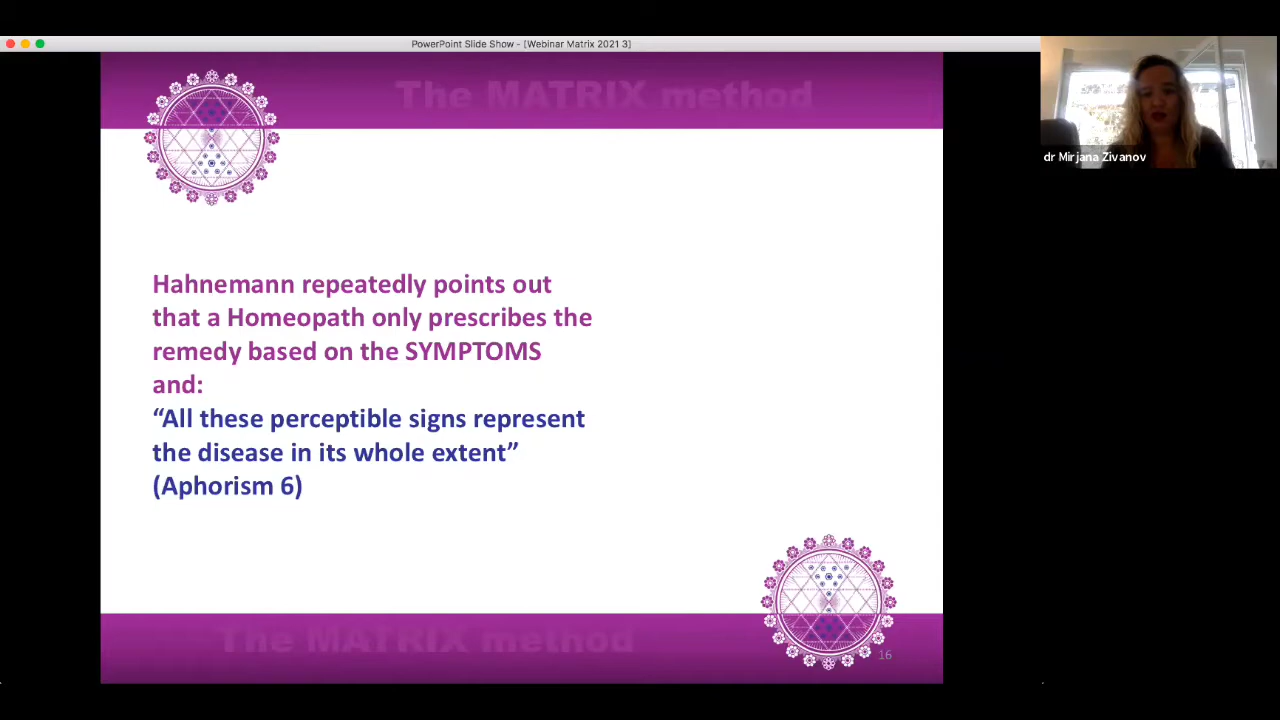 PowerPoint Slide Show - [Webinar Matrix 2021 3]
The MATRIX method
dr Mirjana Zivanov
Hahnemann repeatedly points out
that a Homeopath only prescribes the
remedy based on the SYMPTOMS
and:
“All these perceptible signs represent
the disease in its whole extent”
(Aphorism 6)
The MATRIX method
16